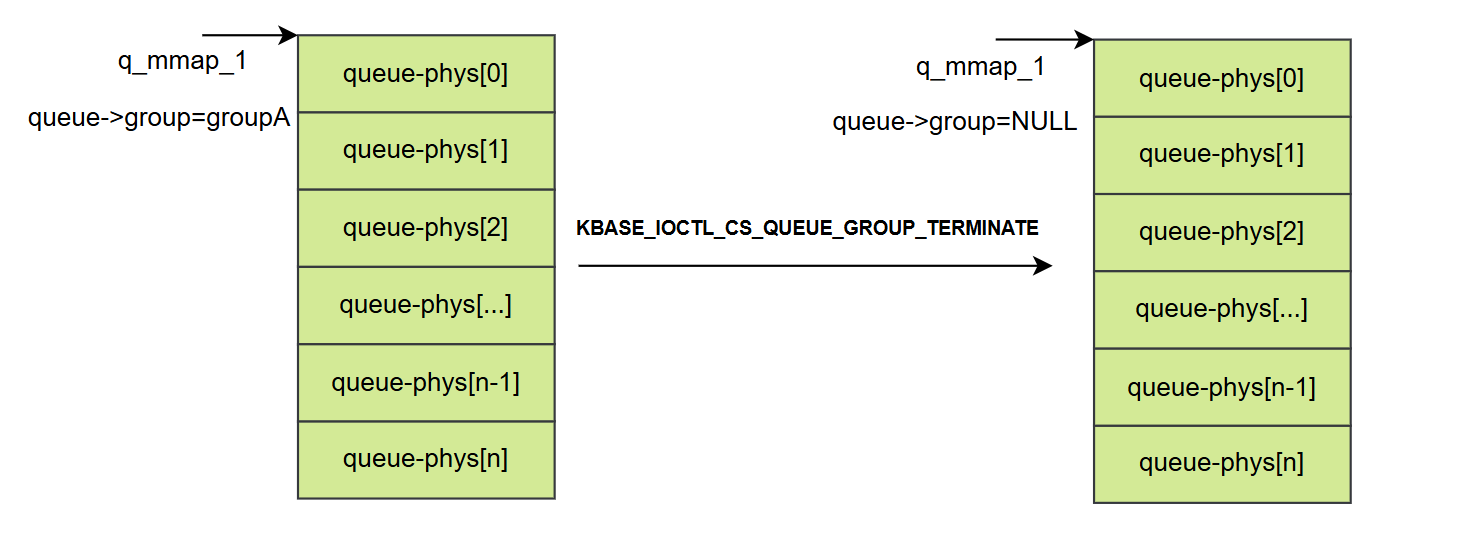 q_mmap_1
queue->group=groupA
queue-phys[0]
queue-phys[1]
queue-phys[2]
queue-phys[...]
queue-phys[n-1]
queue-phys[n]
KBASE_IOCTL_CS_QUEUE_GROUP_TERMINATE
q_mmap_1
queue->group=NULL
queue-phys[0]
queue-phys[1]
queue-phys[2]
queue-phys[...]
queue-phys[n-1]
queue-phys[n]